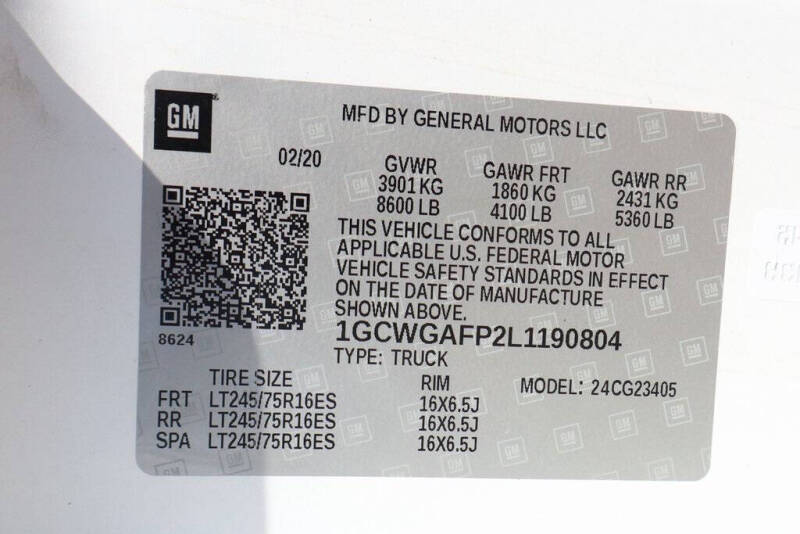 GM
MFD BY GENERAL MOTORS LLC
02/20
GVWR
3901 KG
8600 LB
GAWR FRT
1860 KG
4100 LB
GAWR RR
2431 KG
5360 LB
THIS VEHICLE CONFORMS TO ALL
APPLICABLE U.S. FEDERAL MOTOR
VEHICLE SAFETY STANDARDS IN EFFECT
ON THE DATE OF MANUFACTURE
SHOWN ABOVE.
8624
1GCWGAFP2L1190804
TYPE: TRUCK
TIRE SIZE RIM MODEL: 24CG23405
FRT LT245/75R16ES 16X6.5J
RR LT245/75R16ES 16X6.5J
SPA LT245/75R16ES 16X6.5J